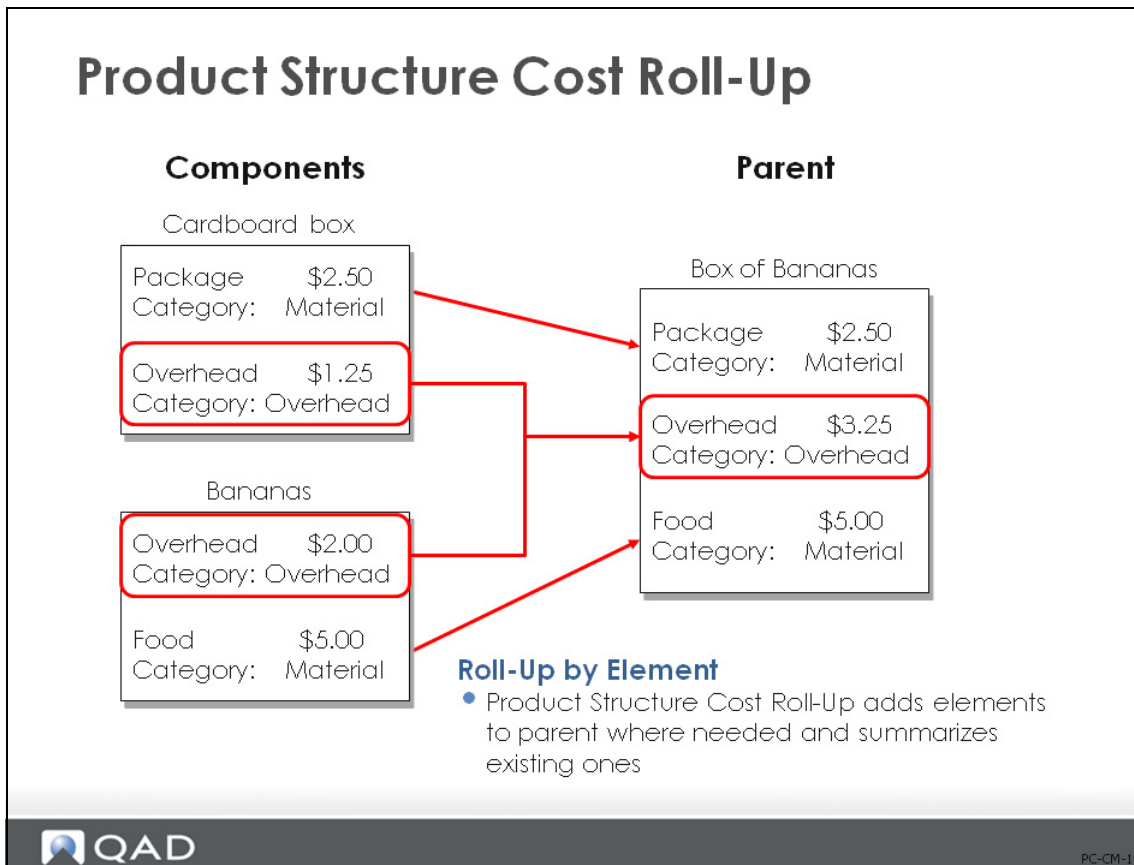 Product Structure Cost Roll-Up
Components
Cardboard box
Package $2.50
Category: Material
Overhead $1.25
Category: Overhead
Bananas
Overhead $2.00
Category: Overhead
Food $5.00
Category: Material
Parent
Box of Bananas
Package $2.50
Category: Material
Overhead $3.25
Category: Overhead
Food $5.00
Category: Material
Roll-Up by Element
• Product Structure Cost Roll-Up adds elements
to parent where needed and summarizes
existing ones
QAD